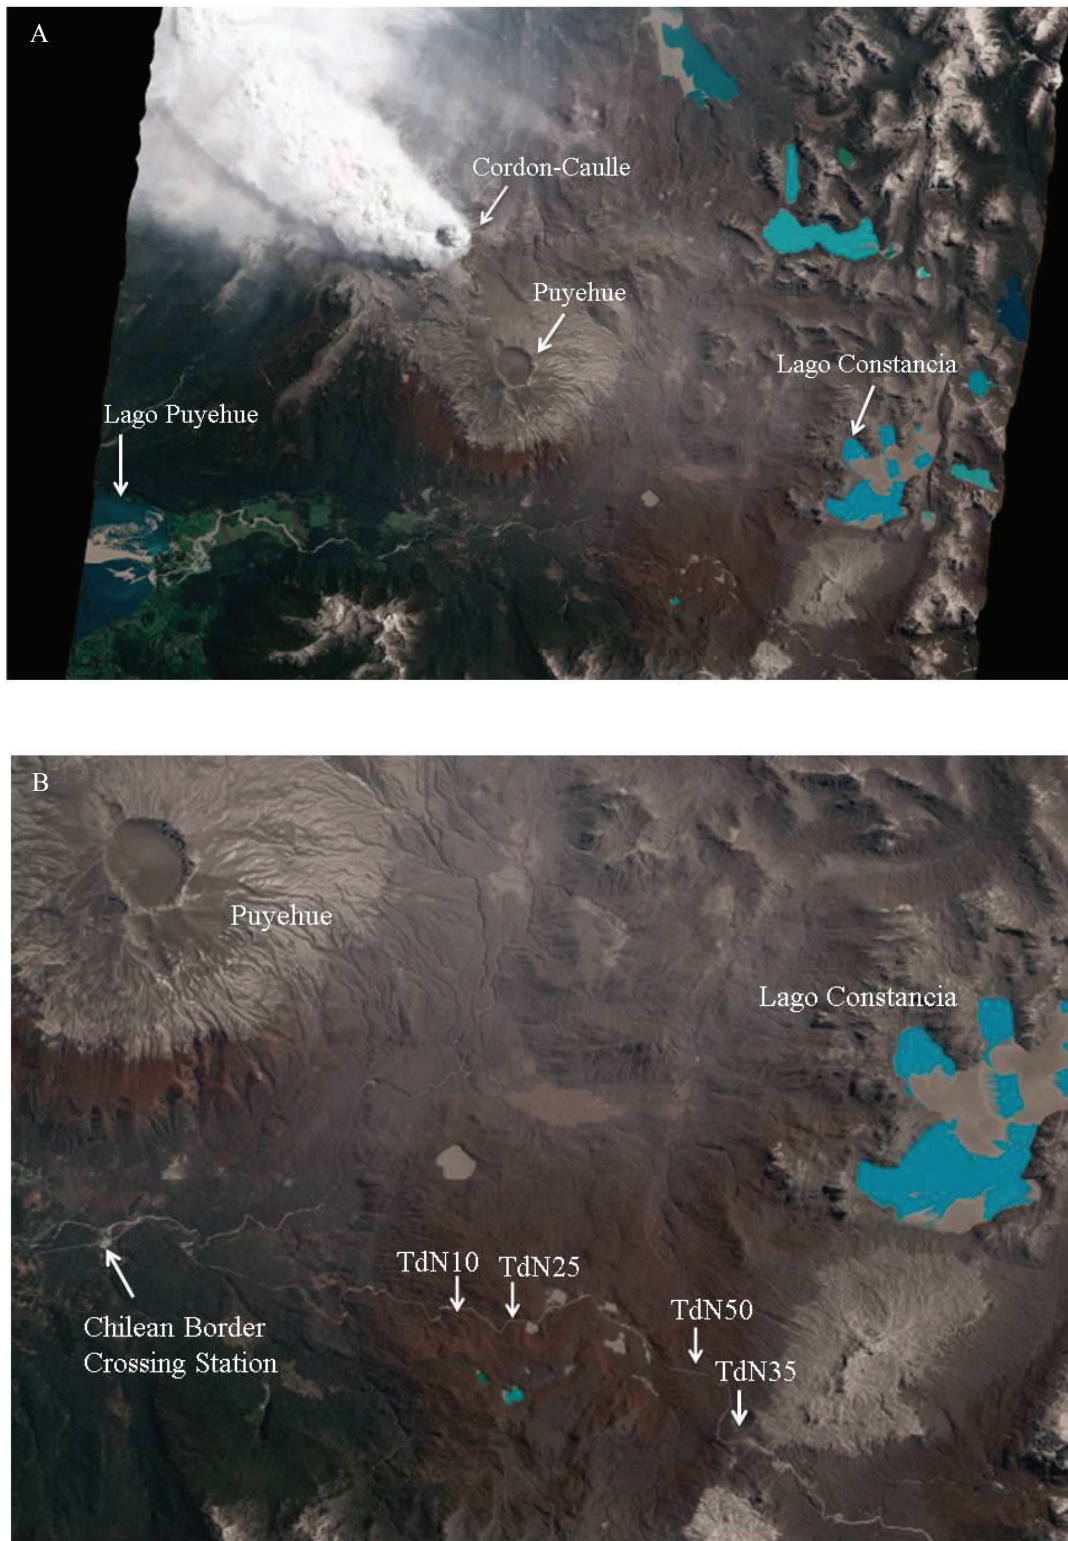 A
Cordon-Caulle
Puyehue
Lago Constancia
Lago Puyehue
B
Puyehue
Lago Constancia
TdN10
TdN25
TdN50
TdN35
Chilean Border
Crossing Station